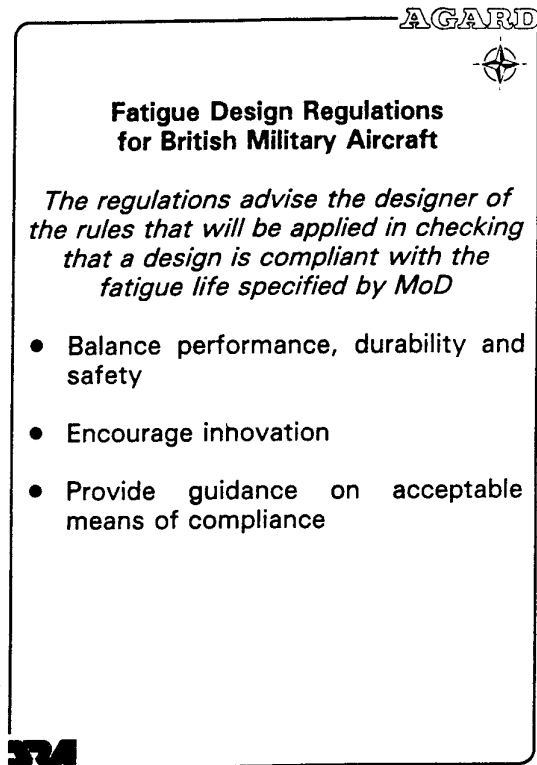 AGARD
Fatigue Design Regulations
for British Military Aircraft
The regulations advise the designer of
the rules that will be applied in checking
that a design is compliant with the
fatigue life specified by MoD
● Balance performance, durability and
safety
● Encourage innovation
● Provide guidance on acceptable
means of compliance